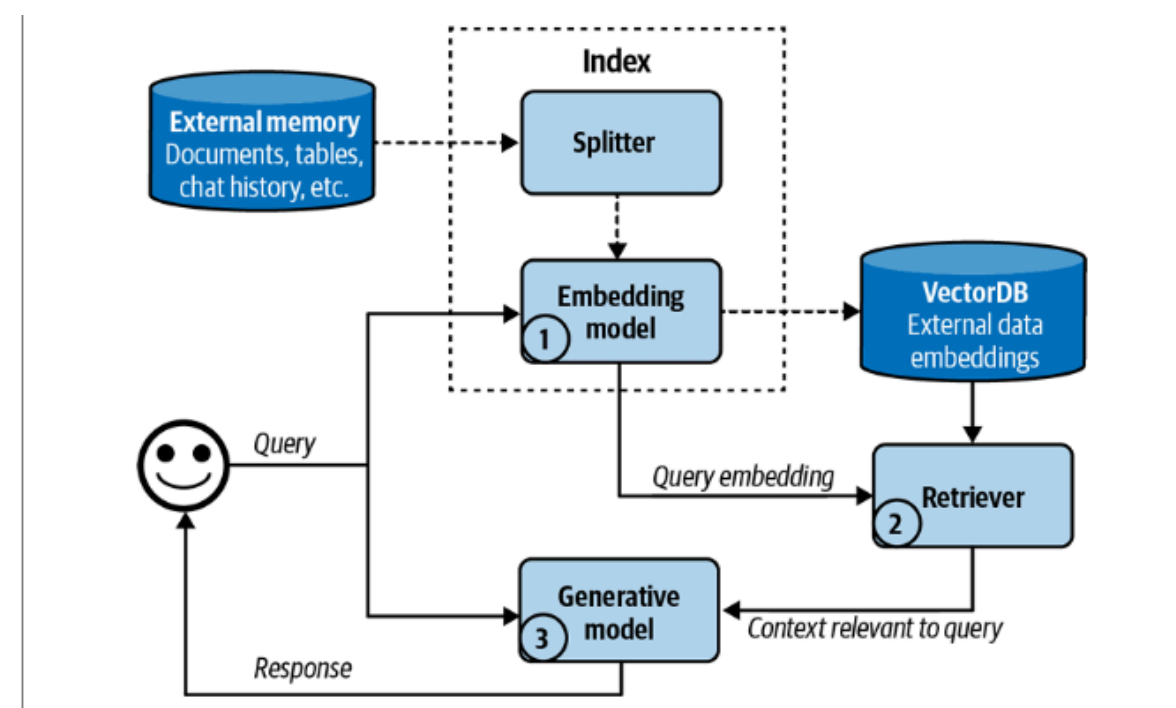 Index
External memory
Documents, tables,
chat history, etc.
Splitter
Embedding
model
1
VectorDB
External data
embeddings
Query
Query embedding
Retriever
2
Generative
model
3
Context relevant to query
Response